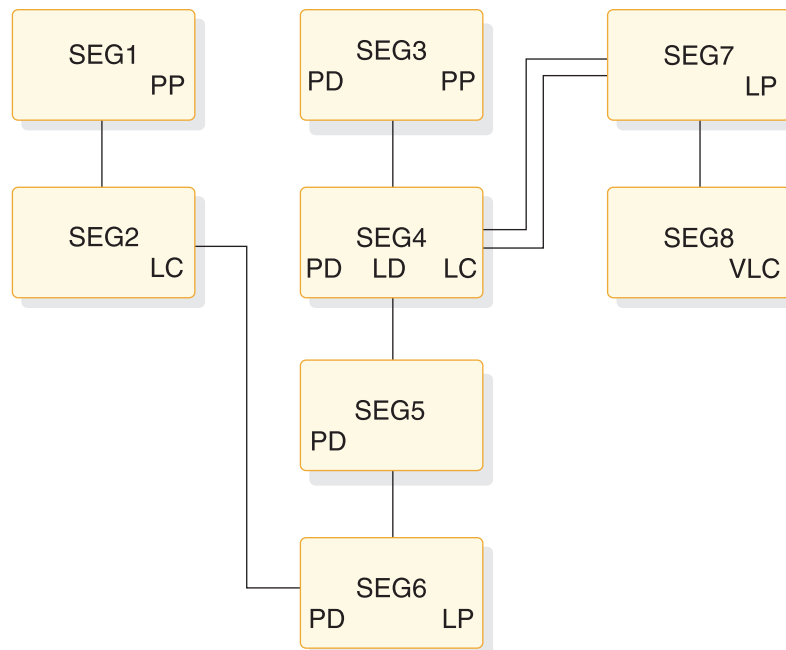 SEG1
PP
SEG3
PD PP
SEG7
LP
SEG2
LC
SEG4
PD LD LC
SEG8
VLC
SEG5
PD
SEG6
PD LP